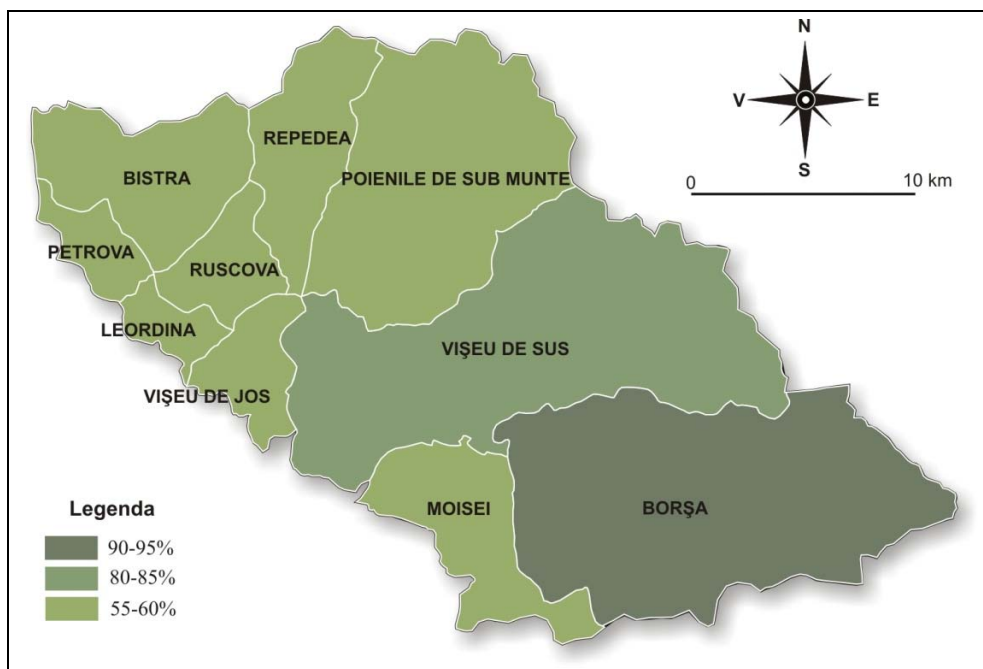 N
V
E
S
0
10 km
REPEDEA
BISTRA
POIENILE DE SUB MUNTE
PETROVA
RUSCOVA
LEORDINA
VIŞEU DE SUS
VIŞEU DE JOS
MOISEI
BORŞA
Legenda
90-95%
80-85%
55-60%